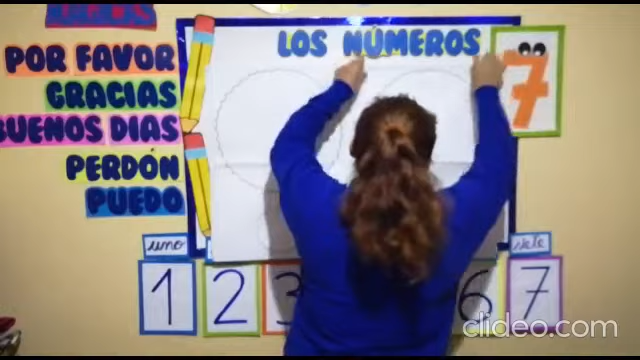 LOS NÚMEROS
7
POR FAVOR
GRACIAS
BUENOS DIAS
PERDÓN
PUEDO
uno
siete
1 2 3 6 7
clideo.com